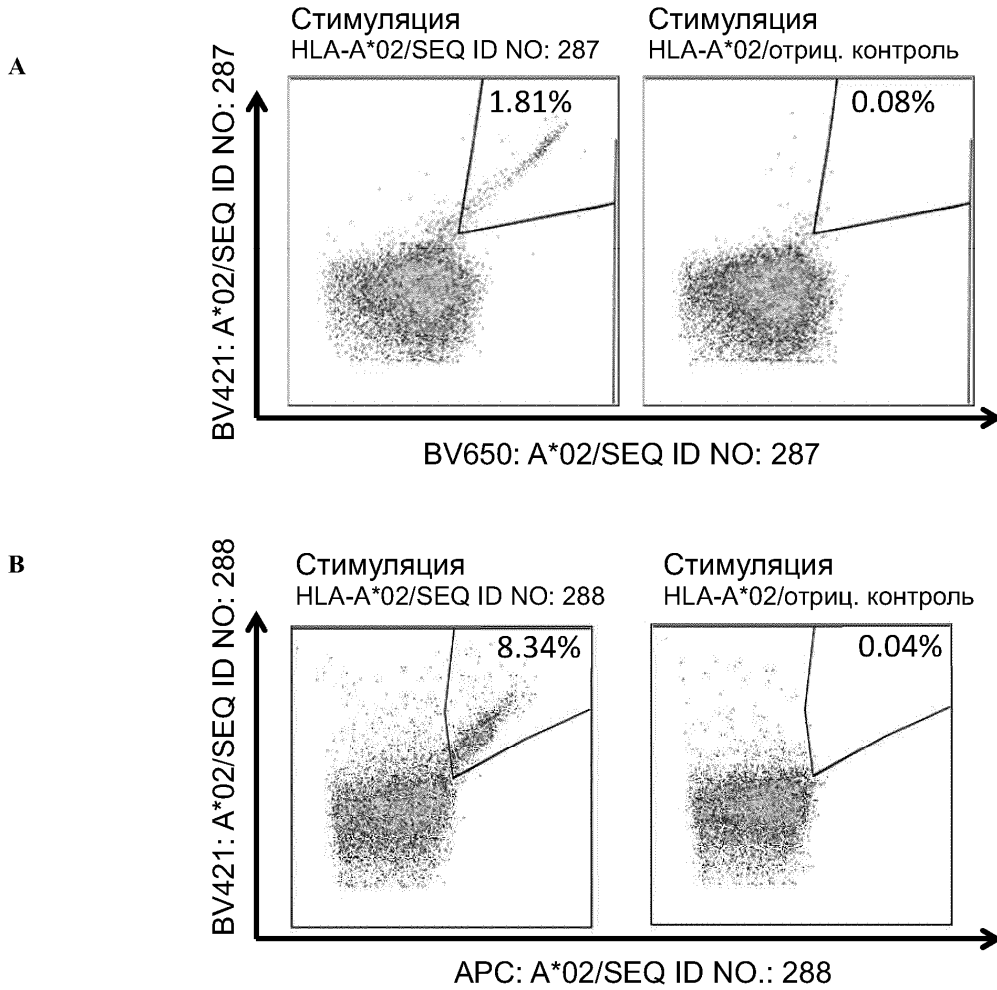 A
Стимуляция
HLA-A*02/SEQ ID NO: 287
Стимуляция
HLA-A*02/отриц. контроль
1.81%
0.08%
BV421: A*02/SEQ ID NO: 287
BV650: A*02/SEQ ID NO: 287
B
Стимуляция
HLA-A*02/SEQ ID NO: 288
Стимуляция
HLA-A*02/отриц. контроль
8.34%
0.04%
BV421: A*02/SEQ ID NO: 288
APC: A*02/SEQ ID NO.: 288